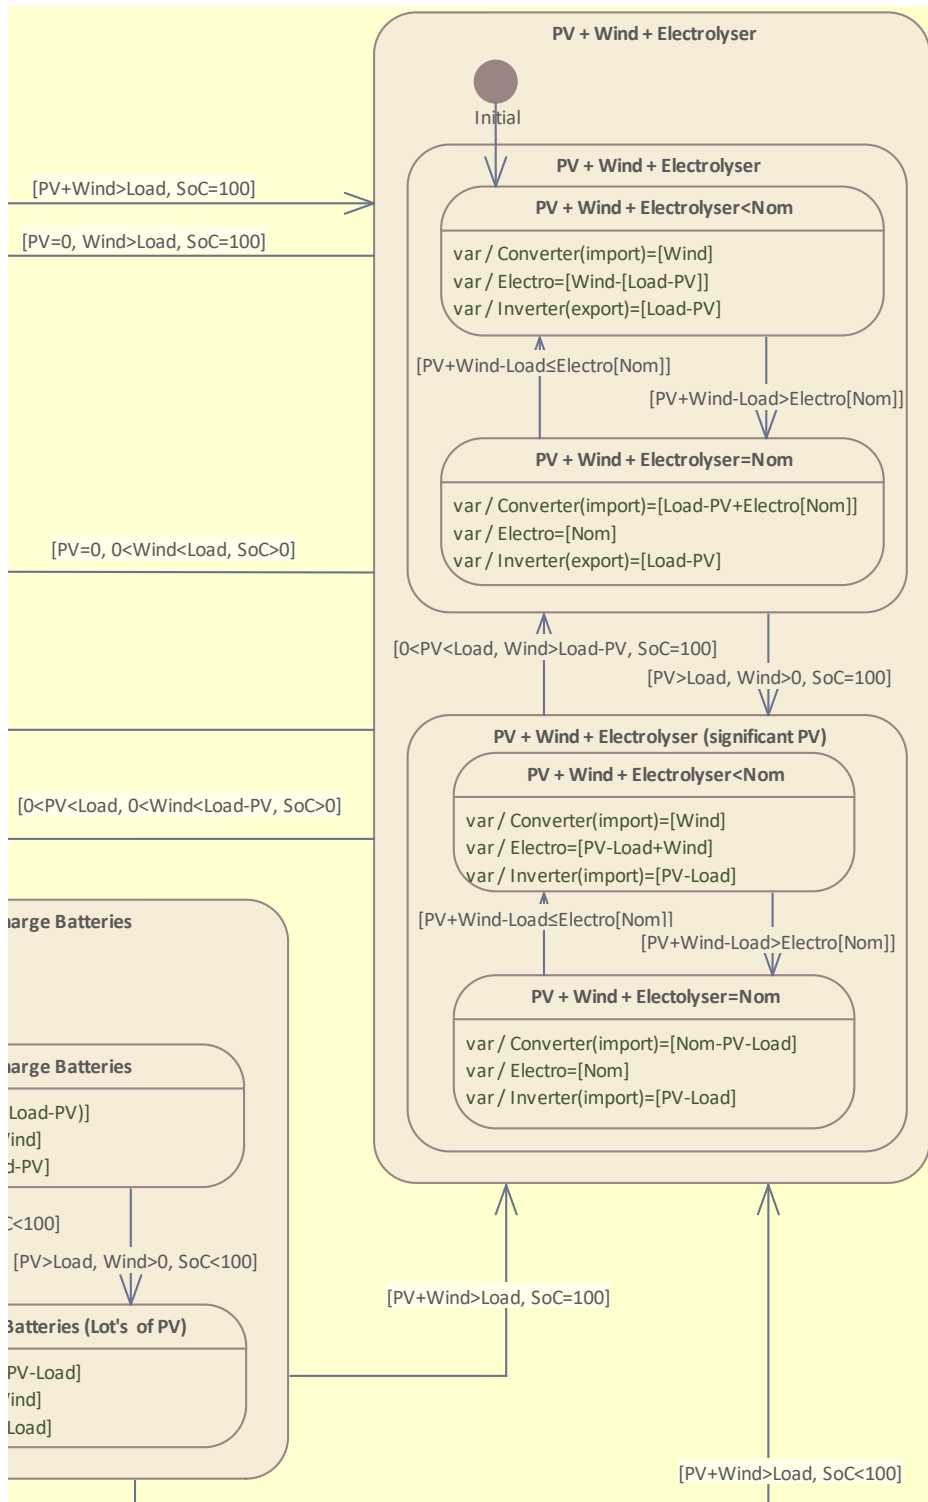 PV + Wind + Electrolyser
Initial
PV + Wind + Electrolyser
[PV+Wind>Load, SoC=100]
PV + Wind + Electrolyser<Nom
[PV=0, Wind>Load, SoC=100]
var / Converter(import)=[Wind]
var / Electro=[Wind-[Load-PV]]
var / Inverter(export)=[Load-PV]
[PV+Wind-Load≤Electro[Nom]]
[PV+Wind-Load>Electro[Nom]]
PV + Wind + Electrolyser=Nom
var / Converter(import)=[Load-PV+Electro[Nom]]
var / Electro=[Nom]
var / Inverter(export)=[Load-PV]
[PV=0, 0<Wind<Load, SoC>0]
[0<PV<Load, Wind>Load-PV, SoC=100]
[PV>Load, Wind>0, SoC=100]
PV + Wind + Electrolyser (significant PV)
PV + Wind + Electrolyser<Nom
[0<PV<Load, 0<Wind<Load-PV, SoC>0]
var / Converter(import)=[Wind]
var / Electro=[PV-Load+Wind]
var / Inverter(import)=[PV-Load]
[PV+Wind-Load≤Electro[Nom]]
[PV+Wind-Load>Electro[Nom]]
PV + Wind + Electolyser=Nom
var / Converter(import)=[Nom-PV-Load]
var / Electro=[Nom]
var / Inverter(import)=[PV-Load]
arge Batteries
arge Batteries
Load-PV)]
ind]
d-PV]
C<100]
[PV>Load, Wind>0, SoC<100]
Batteries (Lot's of PV)
PV-Load]
ind]
Load]
[PV+Wind>Load, SoC=100]
[PV+Wind>Load, SoC<100]